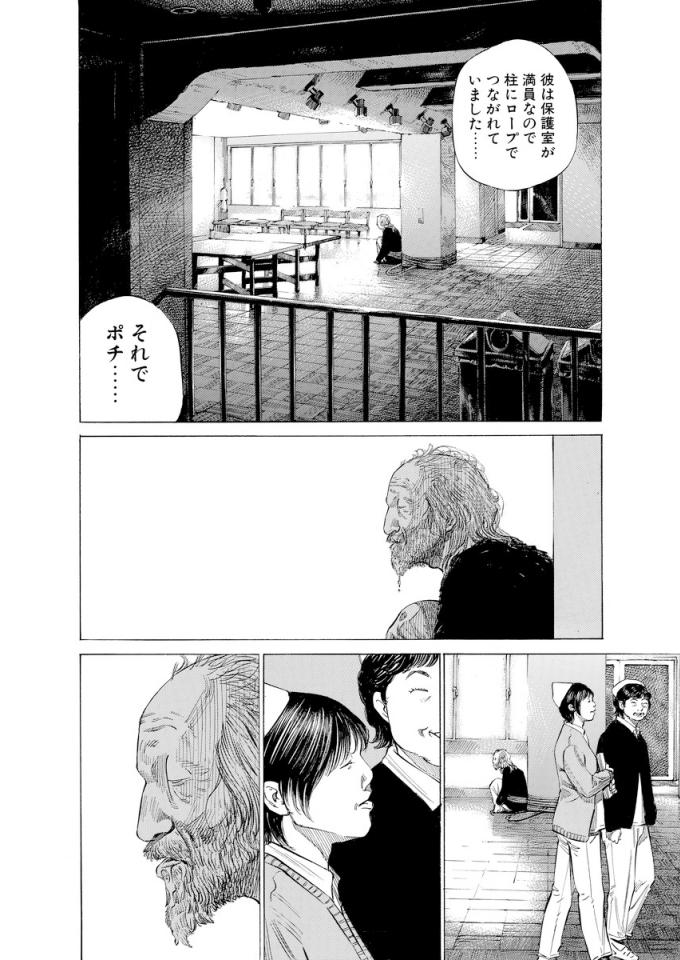 彼は保護室が
満員なので
柱にロープで
つながれて
いました……
それで
ポチ……